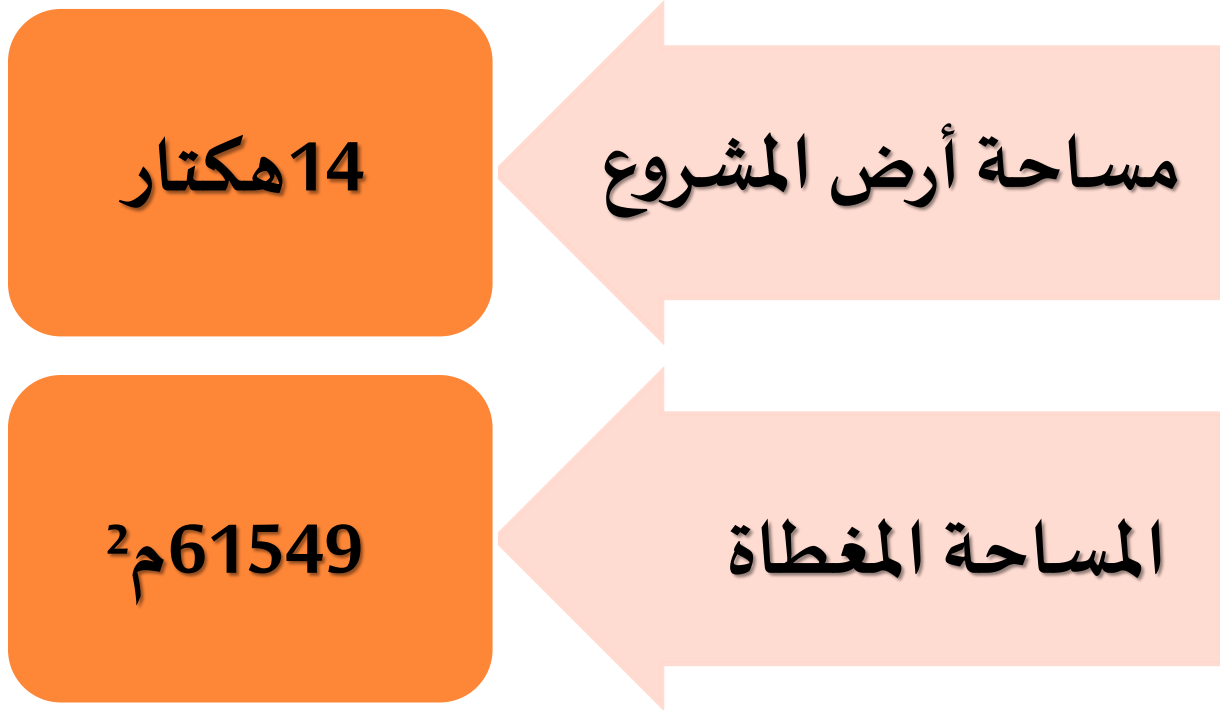 مساحة أرض المشروع
14هكتار
المساحة المغطاة
61549م²